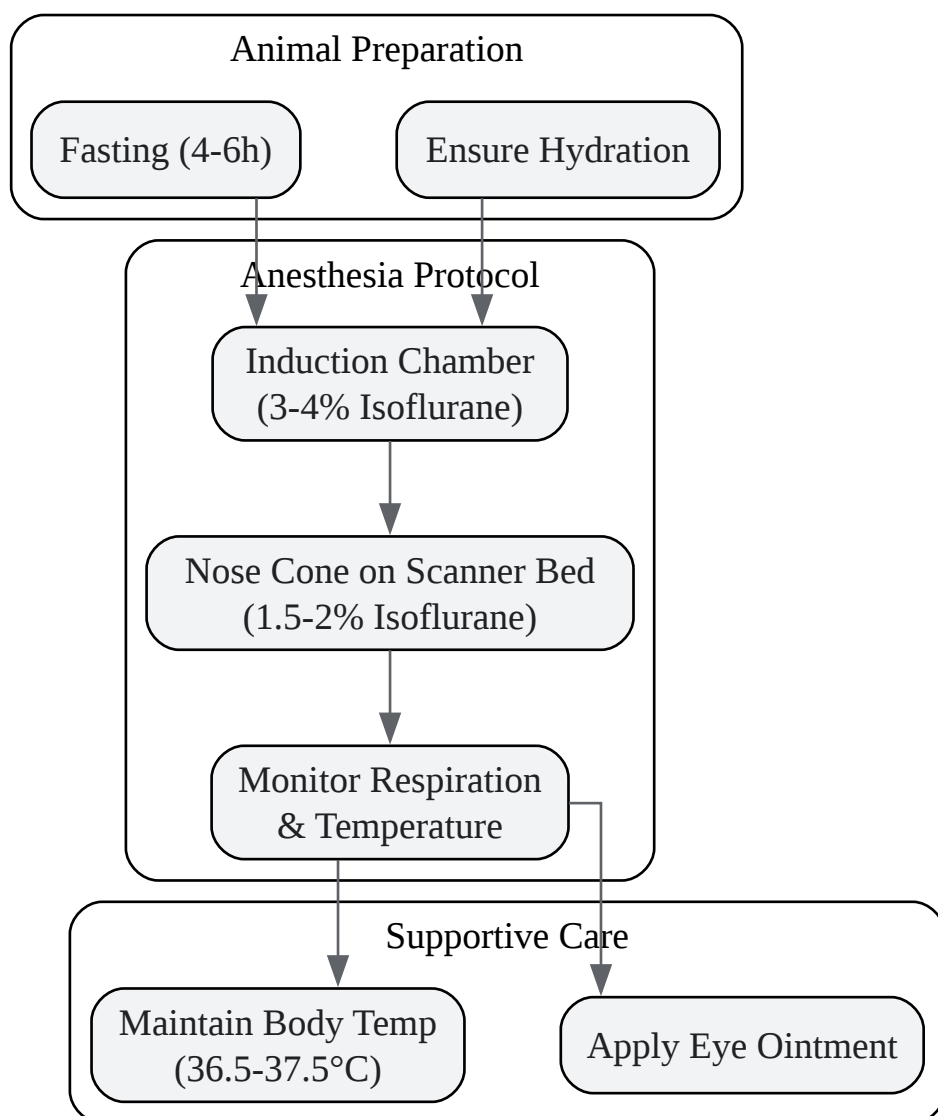 Animal Preparation
Fasting (4-6h)
Ensure Hydration
Anesthesia Protocol
Induction Chamber
(3-4% Isoflurane)
Nose Cone on Scanner Bed
(1.5-2% Isoflurane)
Monitor Respiration
& Temperature
Supportive Care
Maintain Body Temp
(36.5-37.5°C)
Apply Eye Ointment